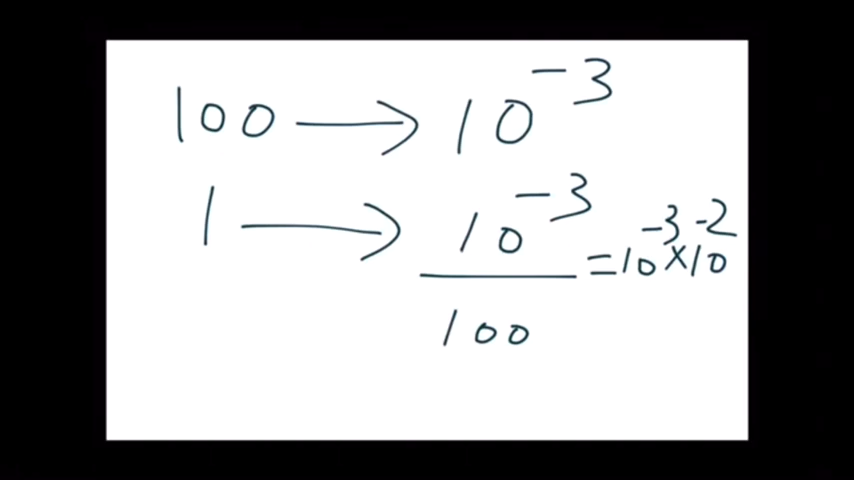 100 → 10⁻³
1 → 10⁻³/100 = 10⁻³ × 10⁻²